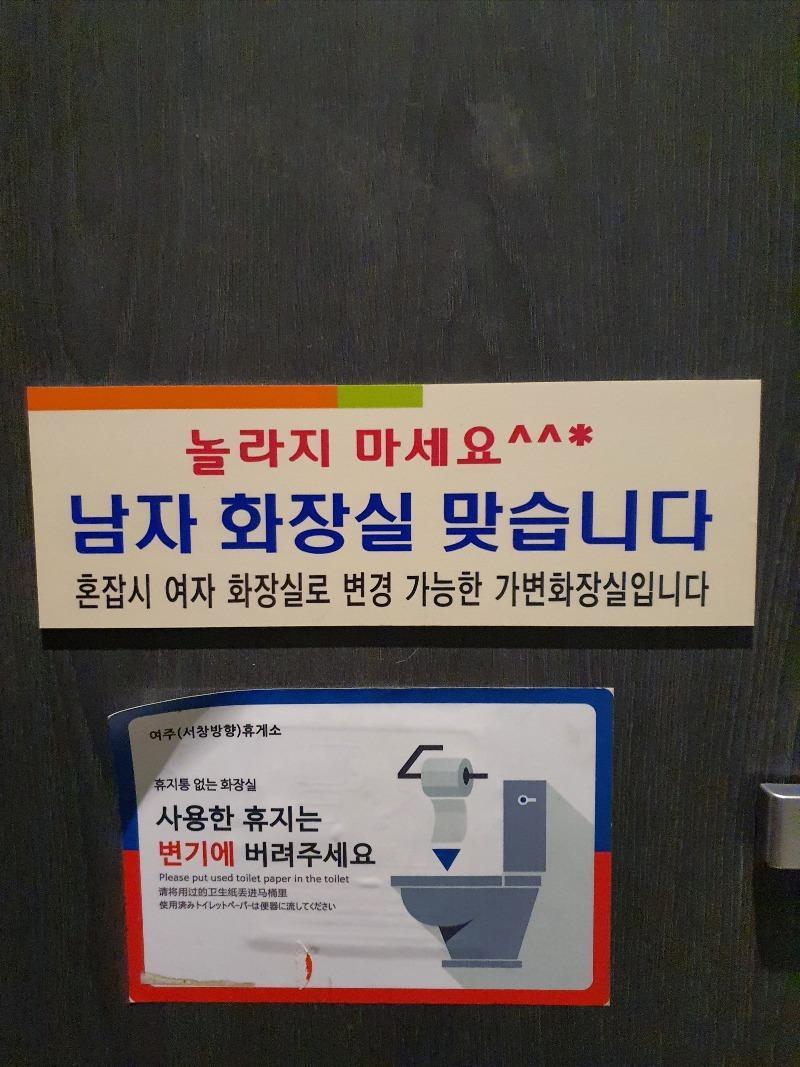 놀라지 마세요^^*
남자 화장실 맞습니다
혼잡시 여자 화장실로 변경 가능한 가변화장실입니다
여주(서창방향)휴게소
휴지통 없는 화장실
사용한 휴지는
변기에 버려주세요
Please put used toilet paper in the toilet
请将用过的卫生纸丢进马桶里
使用済みトイレットペーパーは便器に流してください